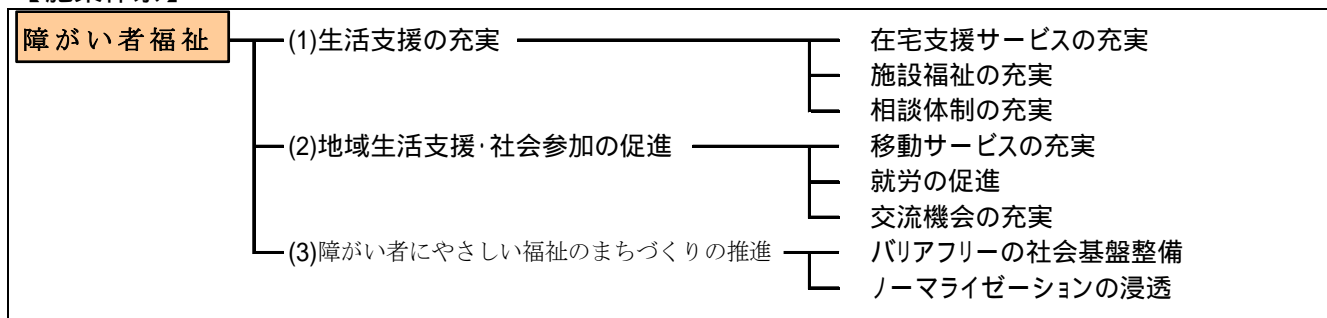 障がい者福祉
(1)生活支援の充実
在宅支援サービスの充実
施設福祉の充実
相談体制の充実
(2)地域生活支援・社会参加の促進
移動サービスの充実
就労の促進
交流機会の充実
(3)障がい者にやさしい福祉のまちづくりの推進
バリアフリーの社会基盤整備
ノーマライゼーションの浸透